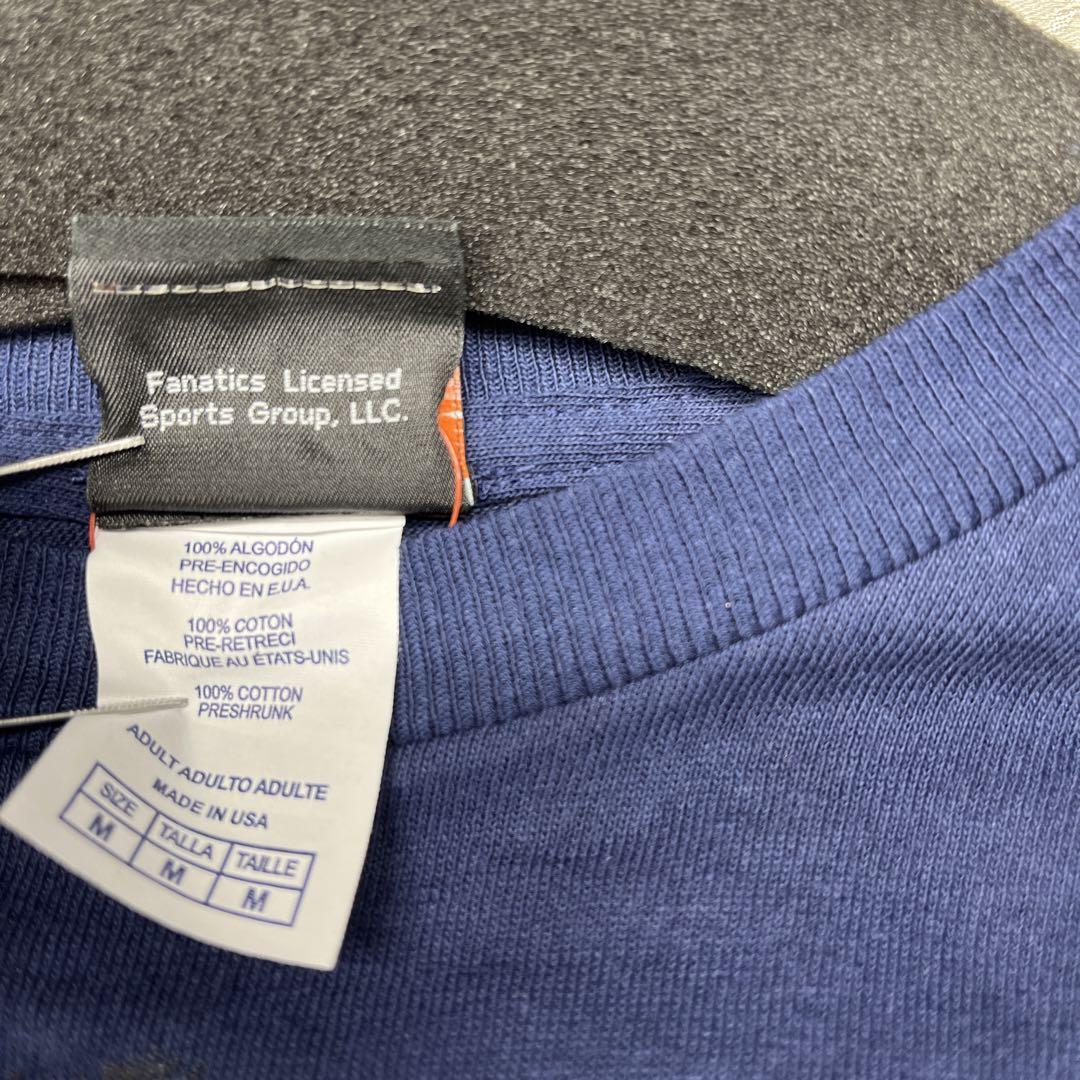 Fanatics Licensed
Sports Group, LLC.
100% ALGODÓN
PRE-ENCOGIDO
HECHO EN E.U.A.
100% COTON
PRE-RETRECI
FABRIQUE AU ÉTATS-UNIS
100% COTTON
PRESHRUNK
ADULT ADULTO ADULTE
MADE IN USA
SIZE TALLA TAILLE
M M M